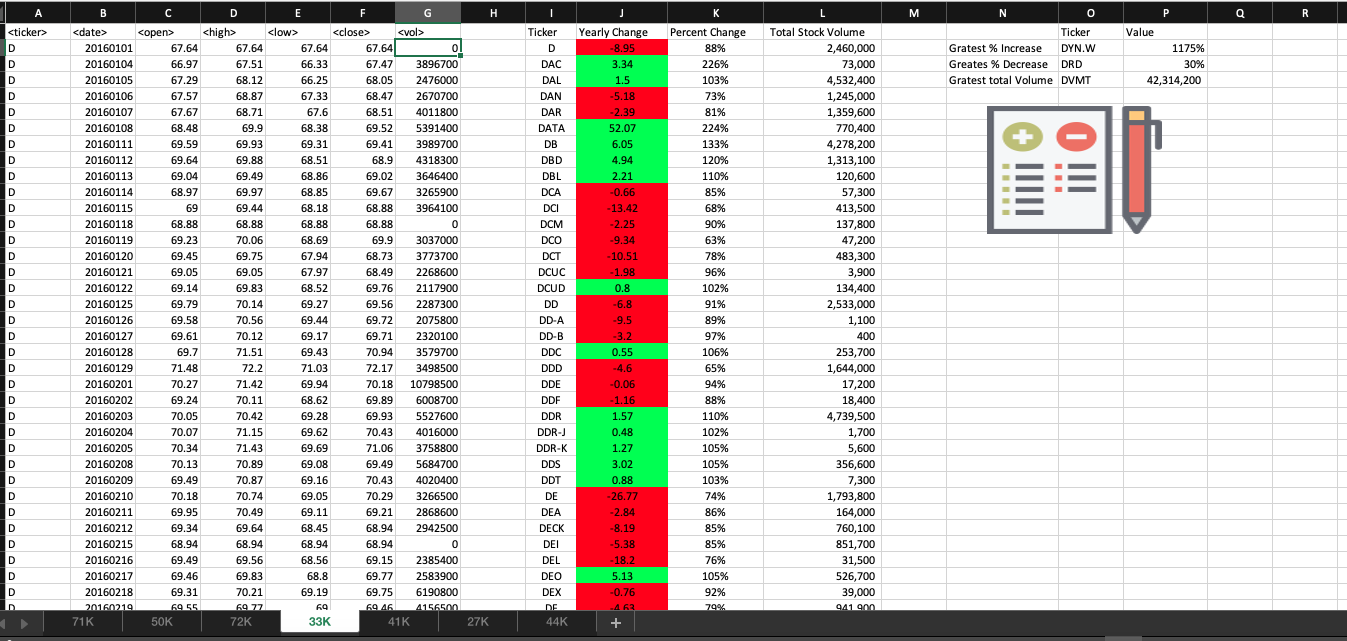 A B C D E F G H I J K L M N O P Q R
<ticker> <date> <open> <high> <low> <close> <vol> Ticker Yearly Change Percent Change Total Stock Volume Ticker Value
D 20160101 67.64 67.64 67.64 67.64 0 D -8.95 88% 2,460,000 Gratest % Increase DYN.W 1175%
D 20160104 66.97 67.51 66.33 67.47 3896700 DAC 3.34 226% 73,000 Greates % Decrease DRD 30%
D 20160105 67.29 68.12 66.25 68.05 2476000 DAL 1.5 103% 4,532,400 Gratest total Volume DVMT 42,314,200
D 20160106 67.57 68.87 67.33 68.47 2670700 DAN -5.18 73% 1,245,000
D 20160107 67.67 68.71 67.6 68.51 4011800 DAR -2.39 81% 1,359,600
D 20160108 68.48 69.9 68.38 69.52 5391400 DATA 52.07 224% 770,400
D 20160111 69.59 69.93 69.31 69.41 3989700 DB 6.05 133% 4,278,200
D 20160112 69.64 69.88 68.51 68.9 4318300 DBD 4.94 120% 1,313,100
D 20160113 69.04 69.49 68.86 69.02 3646400 DBL 2.21 110% 120,600
D 20160114 68.97 69.97 68.85 69.67 3265900 DCA -0.66 85% 57,300
D 20160115 69 69.44 68.18 68.88 3964100 DCI -13.42 68% 413,500
D 20160118 68.88 68.88 68.88 68.88 0 DCM -2.25 90% 137,800
D 20160119 69.23 70.06 68.69 69.9 3037000 DCO -9.34 63% 47,200
D 20160120 69.45 69.75 67.94 68.73 3773700 DCT -10.51 78% 483,300
D 20160121 69.05 69.05 67.97 68.49 2268600 DCUC -1.98 96% 3,900
D 20160122 69.14 69.83 68.52 69.76 2117900 DCUD 0.8 102% 134,400
D 20160125 69.79 70.14 69.27 69.56 2287300 DD -6.8 91% 2,533,000
D 20160126 69.58 70.56 69.44 69.72 2075800 DD-A -9.5 89% 1,100
D 20160127 69.61 70.12 69.17 69.71 2320100 DD-B -3.2 97% 400
D 20160128 69.7 71.51 69.43 70.94 3579700 DDC 0.55 106% 253,700
D 20160129 71.48 72.2 71.03 72.17 3498500 DDD -4.6 65% 1,644,000
D 20160201 70.27 71.42 69.94 70.18 10798500 DDE -0.06 94% 17,200
D 20160202 69.24 70.11 68.62 69.89 6008700 DDF -1.16 88% 18,400
D 20160203 70.05 70.42 69.28 69.93 5527600 DDR 1.57 110% 4,739,500
D 20160204 70.07 71.15 69.62 70.43 4016000 DDR-J 0.48 102% 1,700
D 20160205 70.34 71.43 69.69 71.06 3758800 DDR-K 1.27 105% 5,600
D 20160208 70.13 70.89 69.08 69.49 5684700 DDS 3.02 105% 356,600
D 20160209 69.49 70.87 69.16 70.43 4020400 DDT 0.88 103% 7,300
D 20160210 70.18 70.74 69.05 70.29 3266500 DE -26.77 74% 1,793,800
D 20160211 69.95 70.49 69.11 69.21 2868600 DEA -2.84 86% 164,000
D 20160212 69.34 69.64 68.45 68.94 2942500 DECK -8.19 85% 760,100
D 20160215 68.94 68.94 68.94 68.94 0 DEI -5.38 85% 851,700
D 20160216 69.49 69.56 68.56 69.15 2385400 DEL -18.2 76% 31,500
D 20160217 69.46 69.83 68.8 69.77 2583900 DEO 5.13 105% 526,700
D 20160218 69.31 70.21 69.19 69.75 6190800 DEX -0.76 92% 39,000
D 20160219 69.55 69.77 69 69.46 4156500 DF -4.63 79% 941,900
71K 50K 72K 33K 41K 27K 44K +